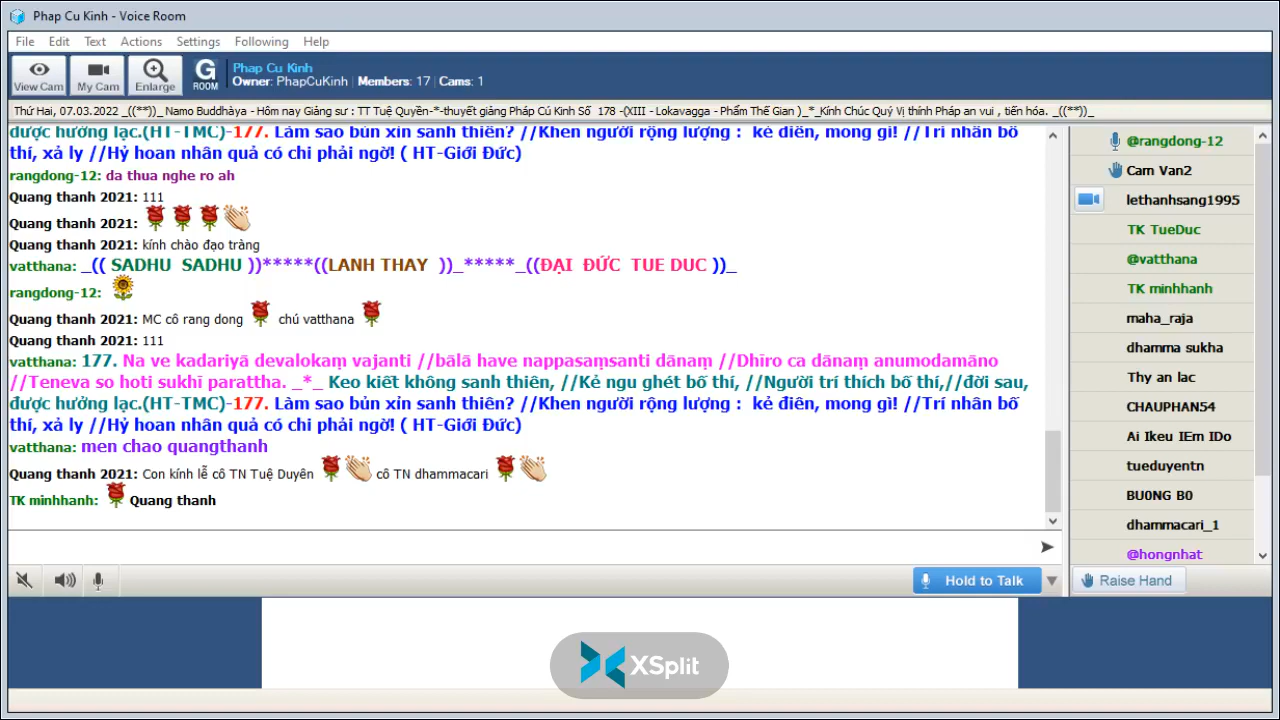 Phap Cu Kinh - Voice Room
File Edit Text Actions Settings Following Help
View Cam My Cam Enlarge G ROOM
Phap Cu Kinh
Owner: PhapCuKinh | Members: 17 | Cams: 1
Thứ Hai, 07.03.2022 _((**))_ Namo Buddhàya - Hôm nay Giảng sư : TT Tuệ Quyền-*-thuyết giảng Pháp Cú Kinh Số 178 -(XIII - Lokavagga - Phẩm Thế Gian )_*_Kính Chúc Quý Vị thính Pháp an vui , tiến hóa. _((**))_
được hưởng lạc.(HT-TMC)-177. Làm sao bủn xỉn sanh thiên? //Khen người rộng lượng : kẻ điên, mong gì! //Trí nhân bố
thí, xả ly //Hỷ hoan nhân quả có chi phải ngờ! ( HT-Giới Đức)
rangdong-12: da thua nghe ro ah
Quang thanh 2021: 111
Quang thanh 2021:
Quang thanh 2021: kính chào đạo tràng
vatthana: _(( SADHU SADHU ))*****((LANH THAY ))_*****_((ĐẠI ĐỨC TUE DUC ))_
rangdong-12:
Quang thanh 2021: MC cô rang dong chú vatthana
Quang thanh 2021: 111
vatthana: 177. Na ve kadariyā devalokaṃ vajanti //bālā have nappasaṃsanti dānaṃ //Dhīro ca dānaṃ anumodamāno
//Teneva so hoti sukhī parattha. _*_ Keo kiết không sanh thiên, //Kẻ ngu ghét bố thí, //Người trí thích bố thí,//đời sau,
được hưởng lạc.(HT-TMC)-177. Làm sao bủn xỉn sanh thiên? //Khen người rộng lượng : kẻ điên, mong gì! //Trí nhân bố
thí, xả ly //Hỷ hoan nhân quả có chi phải ngờ! ( HT-Giới Đức)
vatthana: men chao quangthanh
Quang thanh 2021: Con kính lễ cô TN Tuệ Duyên cô TN dhammacari
TK minhhanh: Quang thanh
Hold to Talk
@rangdong-12
Cam Van2
lethanhsang1995
TK TueDuc
@vatthana
TK minhhanh
maha_raja
dhamma sukha
Thy an lac
CHAUPHAN54
Ai Ikeu IEm IDo
tueduyentn
BU0NG B0
dhammacari_1
@hongnhat
Raise Hand
XSplit